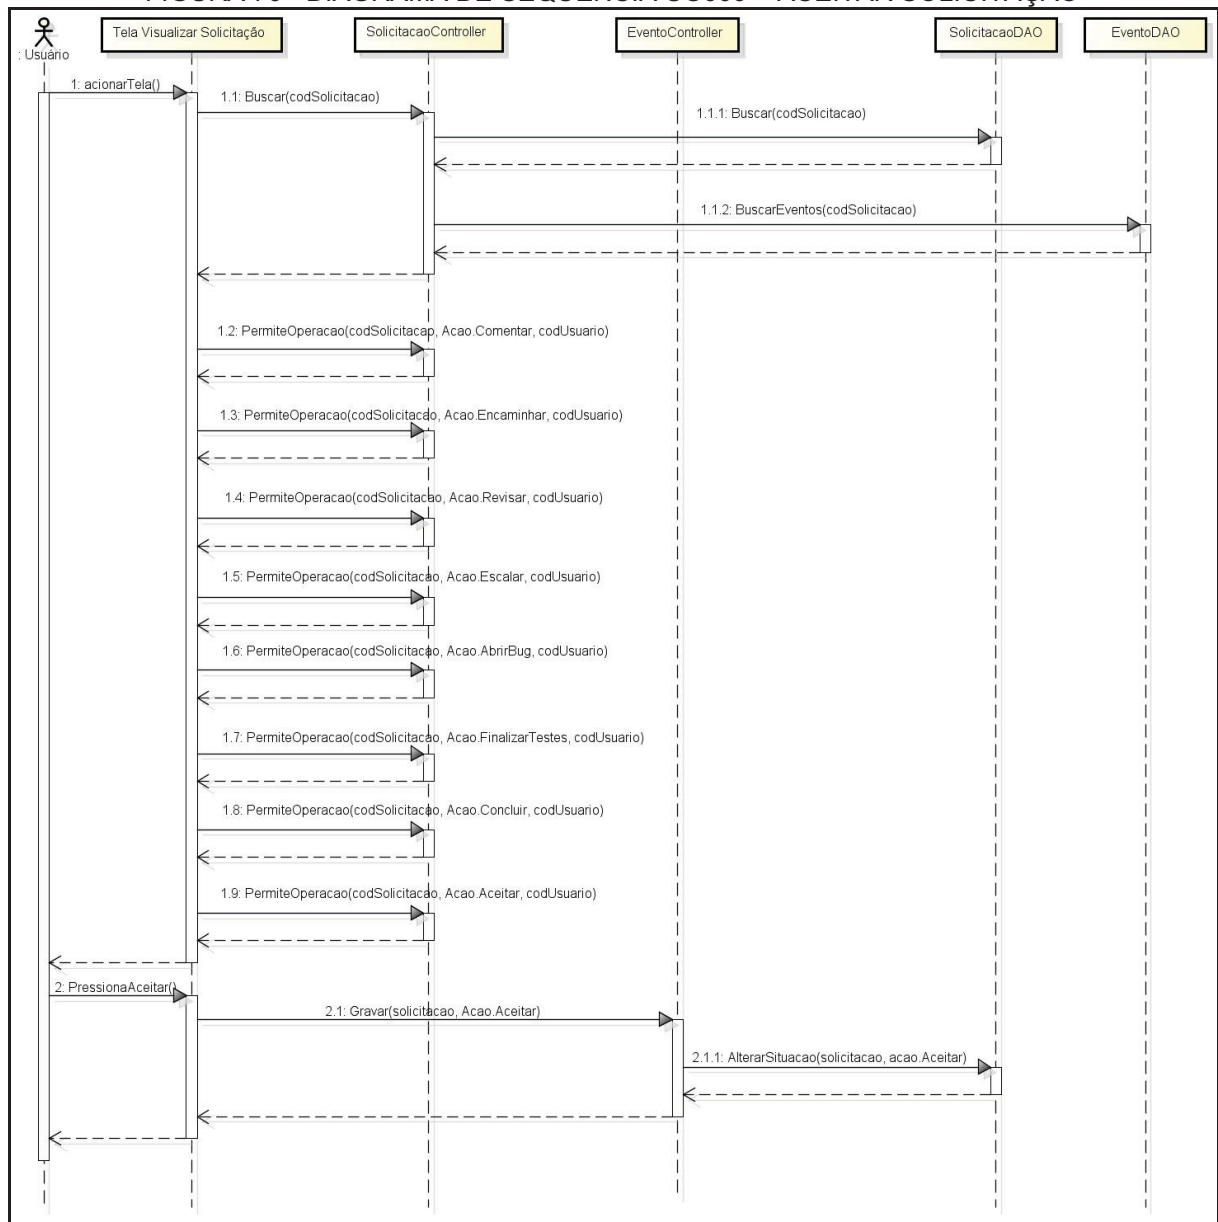 Tela Visualizar Solicitação
SolicitacaoController
EventoController
SolicitacaoDAO
EventoDAO
: Usuário
1: acionarTela()
1.1: Buscar(codSolicitacao)
1.1.1: Buscar(codSolicitacao)
1.1.2: BuscarEventos(codSolicitacao)
1.2: PermiteOperacao(codSolicitacao, Acao.Comentar, codUsuario)
1.3: PermiteOperacao(codSolicitacao, Acao.Encaminhar, codUsuario)
1.4: PermiteOperacao(codSolicitacao, Acao.Revisar, codUsuario)
1.5: PermiteOperacao(codSolicitacao, Acao.Escalar, codUsuario)
1.6: PermiteOperacao(codSolicitacao, Acao.AbrirBug, codUsuario)
1.7: PermiteOperacao(codSolicitacao, Acao.FinalizarTestes, codUsuario)
1.8: PermiteOperacao(codSolicitacao, Acao.Concluir, codUsuario)
1.9: PermiteOperacao(codSolicitacao, Acao.Aceitar, codUsuario)
2: PressionaAceitar()
2.1: Gravar(solicitacao, Acao.Aceitar)
2.1.1: AlterarSituacao(solicitacao, acao.Aceitar)